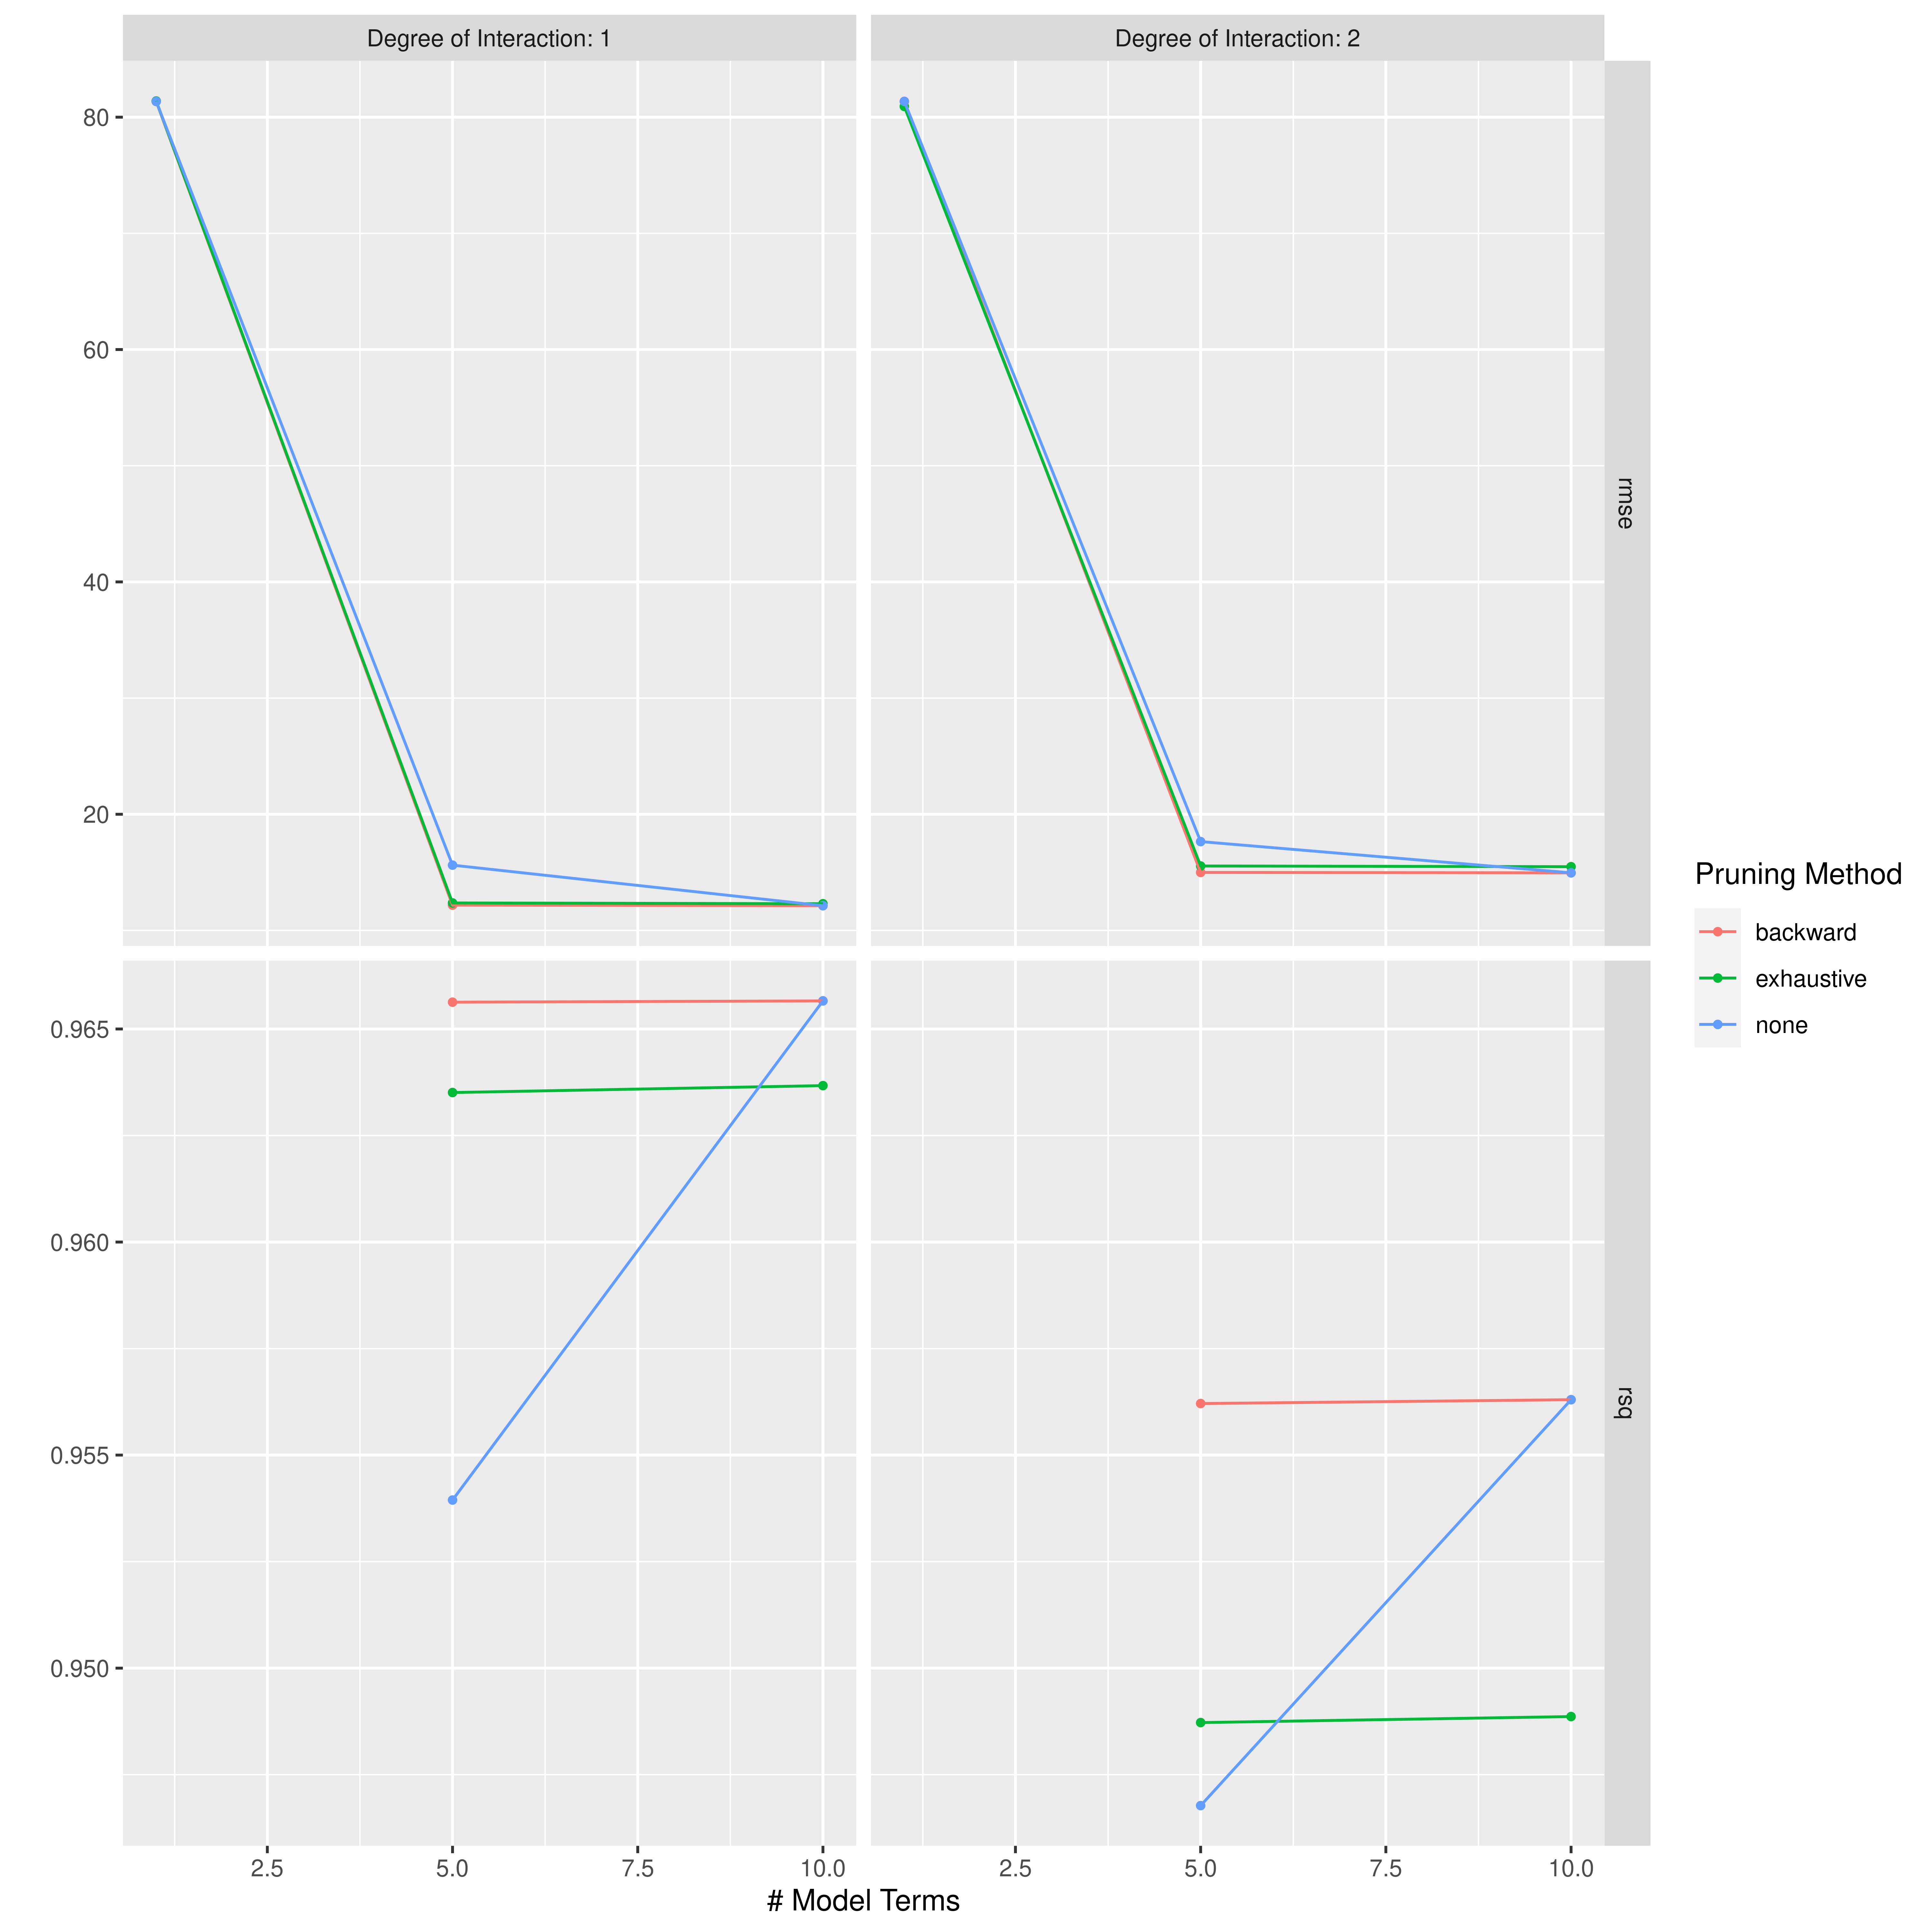 Degree of Interaction: 1
Degree of Interaction: 2
80
60
40
20
rmse
0.965
0.960
0.955
0.950
rsq
2.5
5.0
7.5
10.0
2.5
5.0
7.5
10.0
# Model Terms
Pruning Method
backward
exhaustive
none